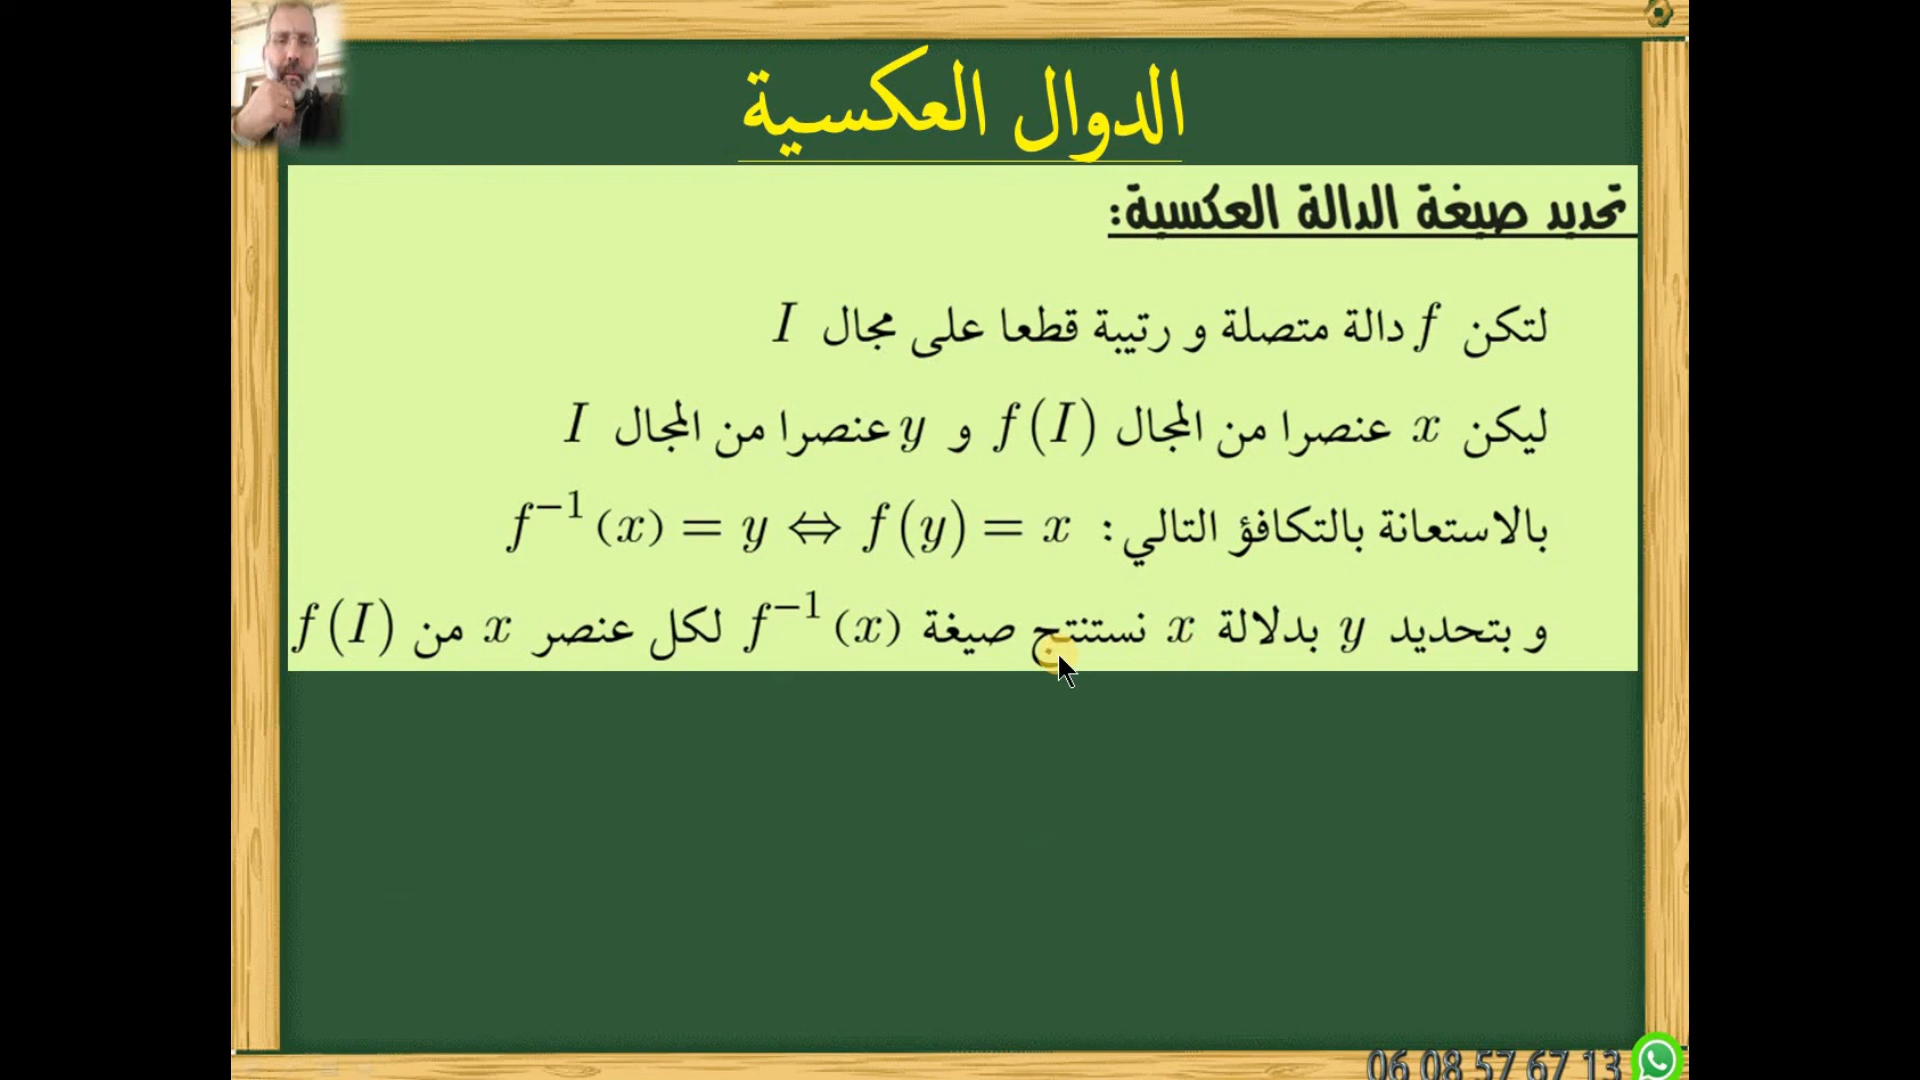 الدوال العكسية
تحديد صيغة الدالة العكسية:
لتكن f دالة متصلة و رتيبة قطعا على مجال I
ليكن x عنصرا من المجال f(I) و y عنصرا من المجال I
بالاستعانة بالتكافؤ التالي: f⁻¹(x) = y ⇔ f(y) = x
و بتحديد y بدلالة x نستنتج صيغة f⁻¹(x) لكل عنصر x من f(I)
06 08 57 67 13